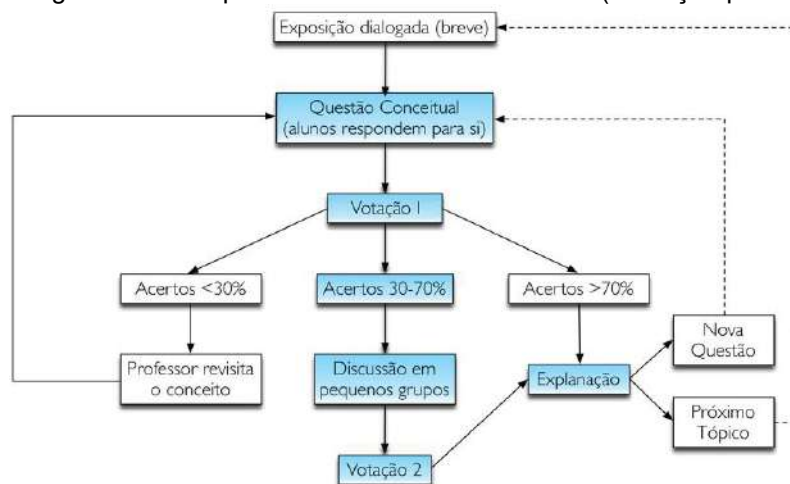 Exposição dialogada (breve)
Questão Conceitual
(alunos respondem para si)
Votação I
Acertos <30%
Acertos 30-70%
Acertos >70%
Professor revisita
o conceito
Discussão em
pequenos grupos
Explanação
Nova
Questão
Próximo
Tópico
Votação 2